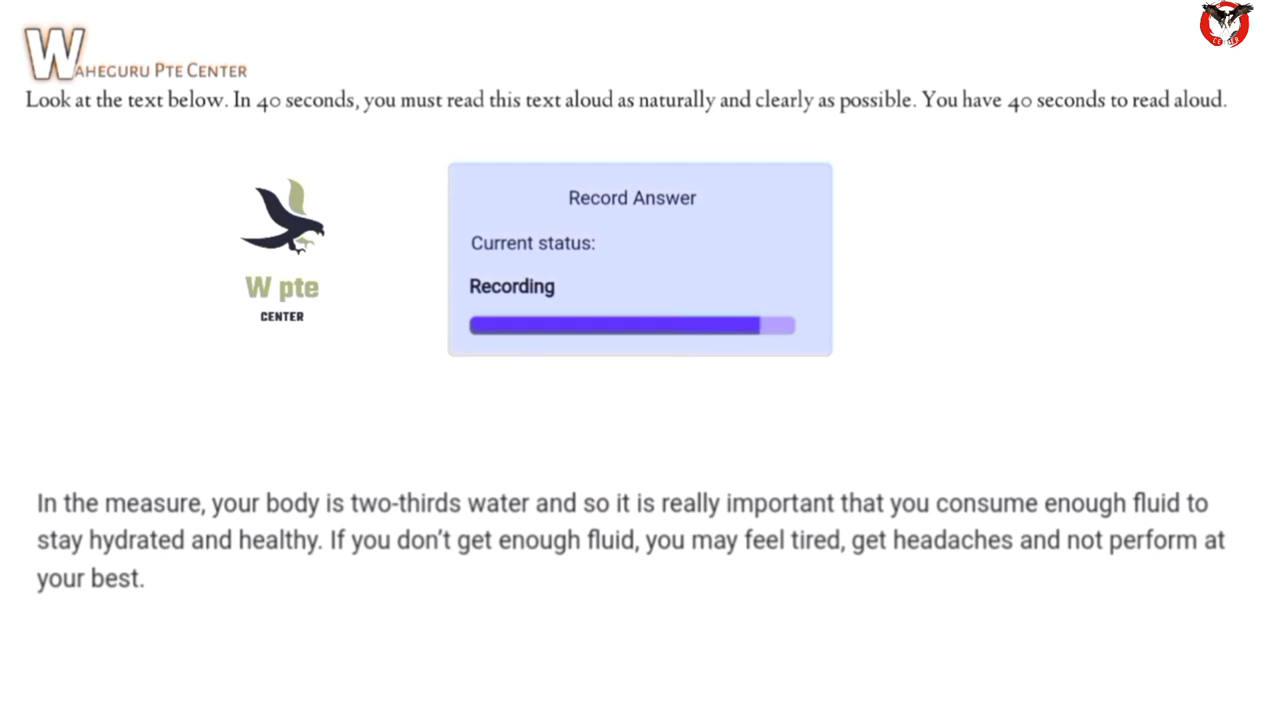 WAHEGURU PTE CENTER
Look at the text below. In 40 seconds, you must read this text aloud as naturally and clearly as possible. You have 40 seconds to read aloud.
Record Answer
Current status:
Recording
W pte
CENTER
In the measure, your body is two-thirds water and so it is really important that you consume enough fluid to
stay hydrated and healthy. If you don’t get enough fluid, you may feel tired, get headaches and not perform at
your best.